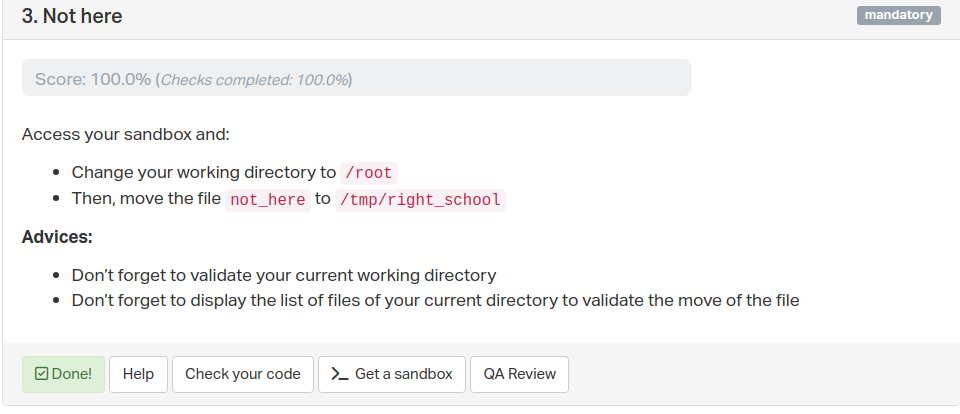 3. Not here
mandatory
Score: 100.0% (Checks completed: 100.0%)
Access your sandbox and:
• Change your working directory to /root
• Then, move the file not_here to /tmp/right_school
Advices:
• Don’t forget to validate your current working directory
• Don’t forget to display the list of files of your current directory to validate the move of the file
Done! Help Check your code Get a sandbox QA Review